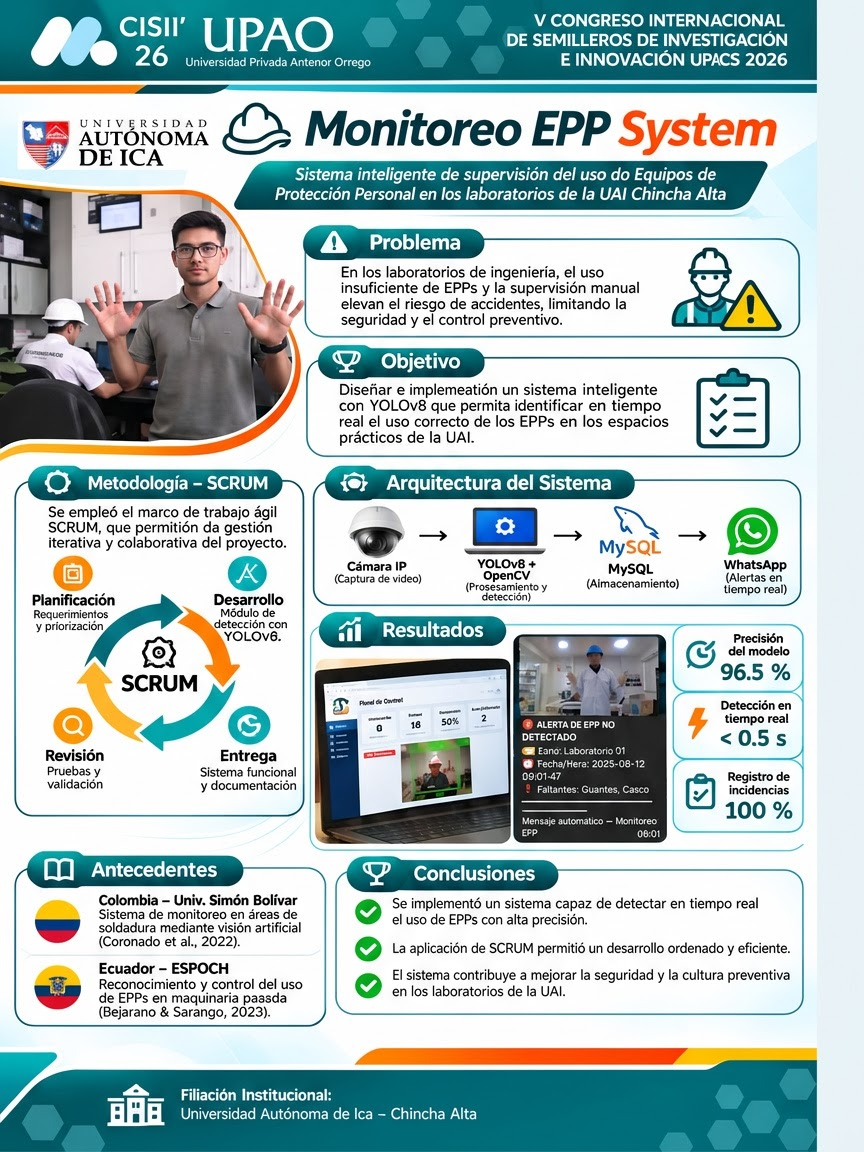 CISII'
26
UPAO
Universidad Privada Antenor Orrego
V CONGRESO INTERNACIONAL
DE SEMILLEROS DE INVESTIGACIÓN
E INNOVACIÓN UPACS 2026
UNIVERSIDAD
AUTÓNOMA
DE ICA
Monitoreo EPP System
Sistema inteligente de supervisión del uso do Equipos de
Protección Personal en los laboratorios de la UAI Chincha Alta
Problema
En los laboratorios de ingeniería, el uso
insuficiente de EPPs y la supervisión manual
elevan el riesgo de accidentes, limitando la
seguridad y el control preventivo.
Objetivo
Diseñar e implemeatión un sistema inteligente
con YOLOv8 que permita identificar en tiempo
real el uso correcto de los EPPs en los espacios
prácticos de la UAI.
Metodología – SCRUM
Se empleó el marco de trabajo ágil
SCRUM, que permitión da gestión
iterativa y colaborativa del proyecto.
Planificación
Requerimientos
y priorización
Desarrollo
Módulo de
detección con
YOLOv6.
SCRUM
Revisión
Pruebas y
validación
Entrega
Sistema funcional
y documentación
Arquitectura del Sistema
Cámara IP
(Captura de video)
YOLOv8 +
OpenCV
(Prosesamiento y
detección)
MySQL
MySQL
(Almacenamiento)
WhatsApp
(Alertas en
tiempo real)
Resultados
0
16
50%
2
ALERTA DE EPP NO
DETECTADO
Eanó: Laboratorio 01
Fecha/Hera: 2025-08-12
09:01-47
Faltantes: Guantes, Casco
Mensaje automático – Monitoreo
EPP
06:01
Precisión
del modelo
96.5 %
Detección en
tiempo real
< 0.5 s
Registro de
incidencias
100 %
Antecedentes
Colombia – Univ. Simón Bolívar
Sistema de monitoreo en áreas de
soldadura mediante visión artificial
(Coronado et al., 2022).
Ecuador – ESPOCH
Reconocimiento y control del uso
de EPPs en maquinaria paasda
(Bejarano & Sarango, 2023).
Conclusiones
Se implementó un sistema capaz de detectar en tiempo real
el uso de EPPs con alta precisión.
La aplicación de SCRUM permitió un desarrollo ordenado y eficiente.
El sistema contribuye a mejorar la seguridad y la cultura preventiva
en los laboratorios de la UAI.
Filiación Institucional:
Universidad Autónoma de Ica – Chincha Alta